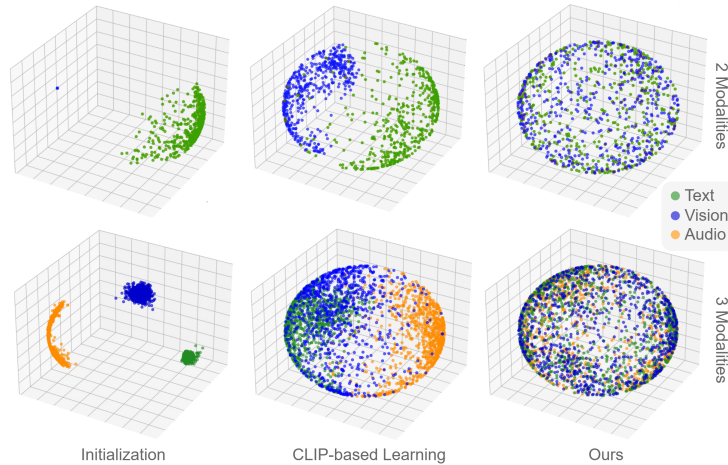 2 Modalities
Text
Vision
Audio
3 Modalities
Initialization
CLIP-based Learning
Ours